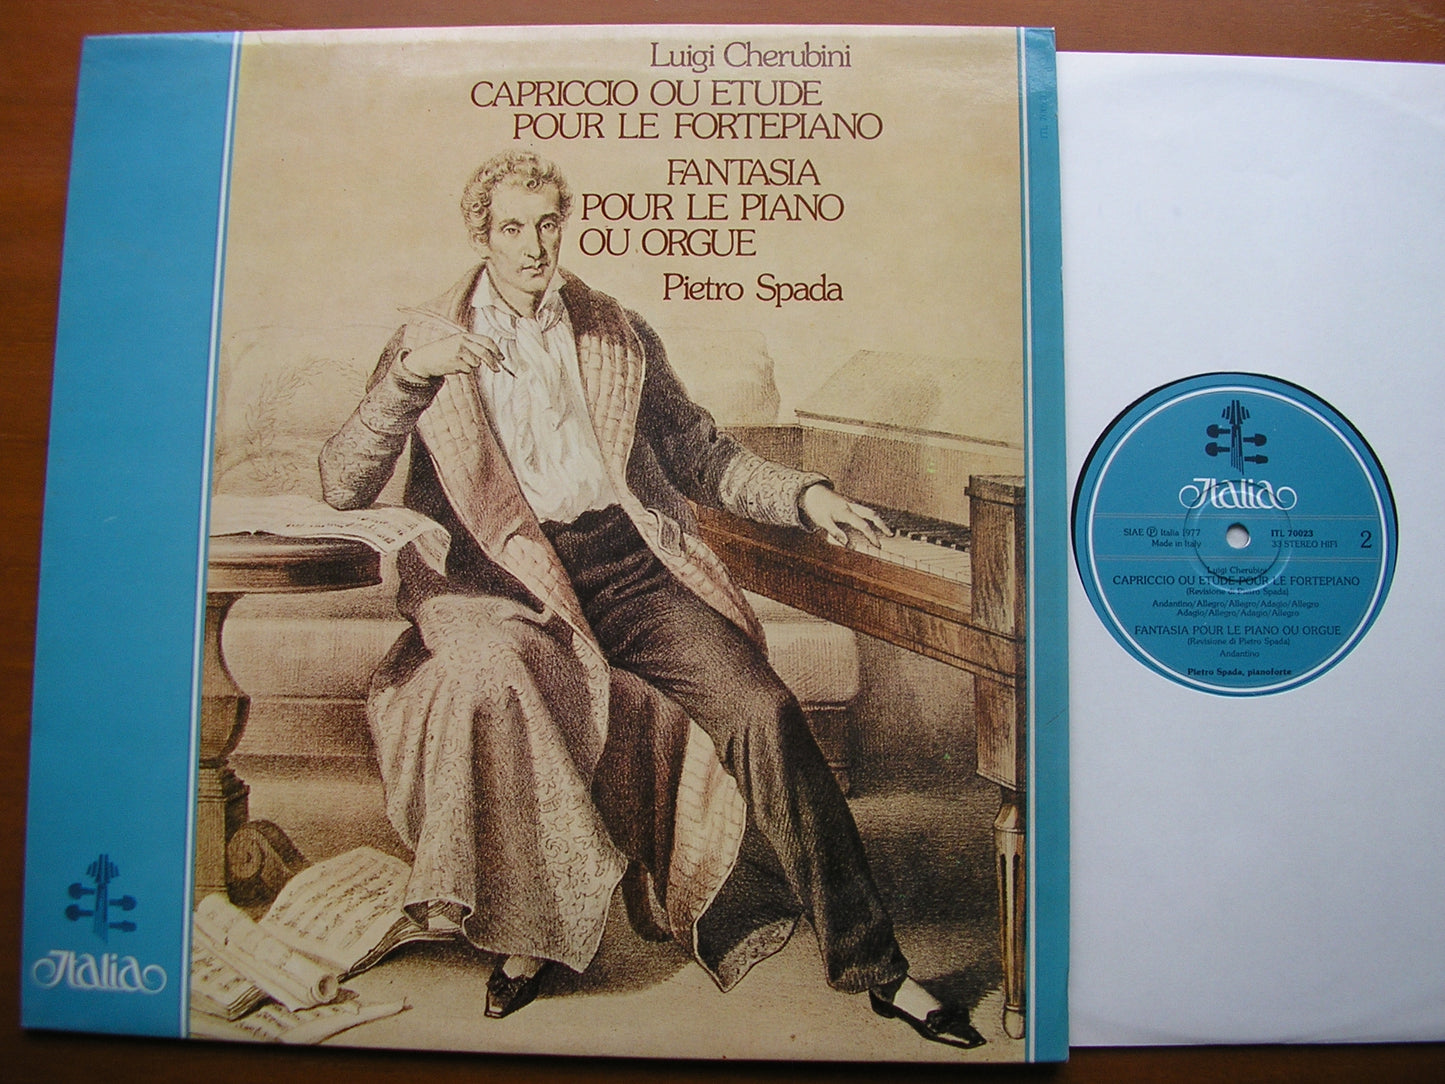 Luigi Cherubini
CAPRICCIO OU ETUDE
POUR LE FORTEPIANO
FANTASIA
POUR LE PIANO
OU ORGUE
Pietro Spada
Italia
Italia
SIAE Ⓟ Italia 1977
Made in Italy
ITL 70023
33 STEREO HIFI
2
Luigi Cherubini
CAPRICCIO OU ETUDE POUR LE FORTEPIANO
(Revisione di Pietro Spada)
Andantino/Allegro/Allegro/Adagio/Allegro
Adagio/Allegro/Adagio/Allegro
FANTASIA POUR LE PIANO OU ORGUE
(Revisione di Pietro Spada)
Andantino
Pietro Spada, pianoforte